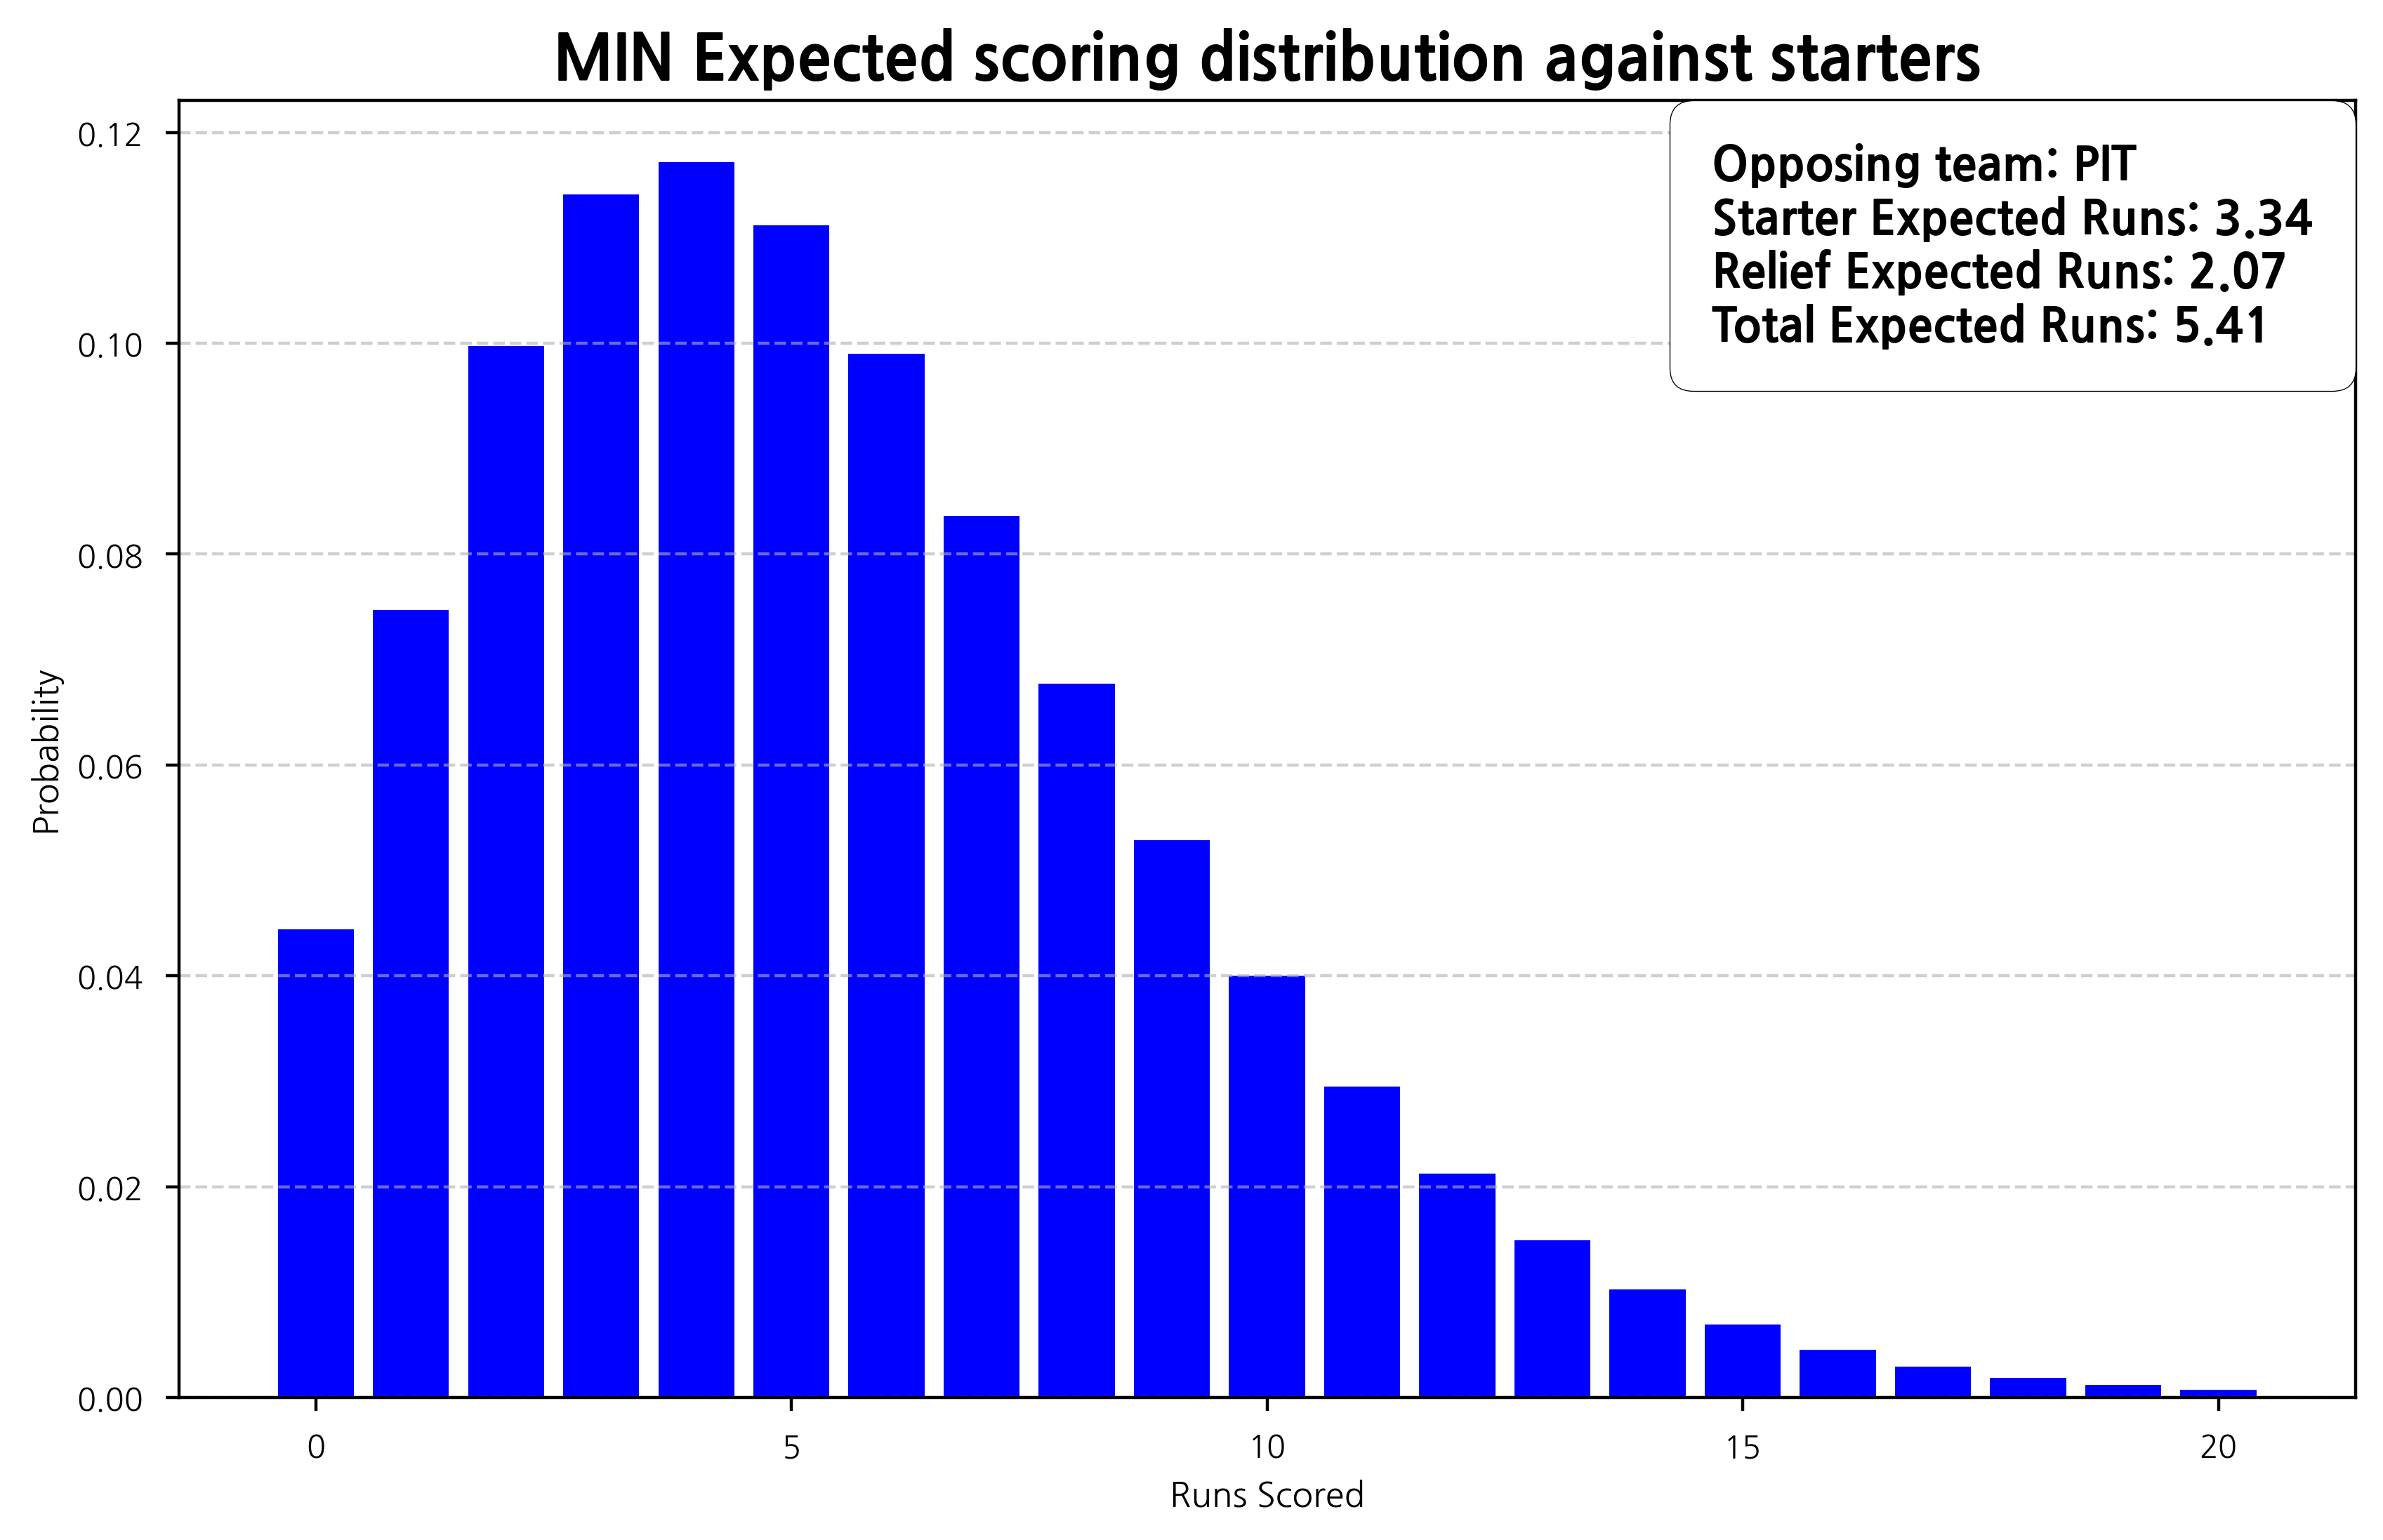 MIN Expected scoring distribution against starters
Opposing team: PIT
Starter Expected Runs: 3.34
Relief Expected Runs: 2.07
Total Expected Runs: 5.41
Probability
0.12
0.10
0.08
0.06
0.04
0.02
0.00
0 5 10 15 20
Runs Scored